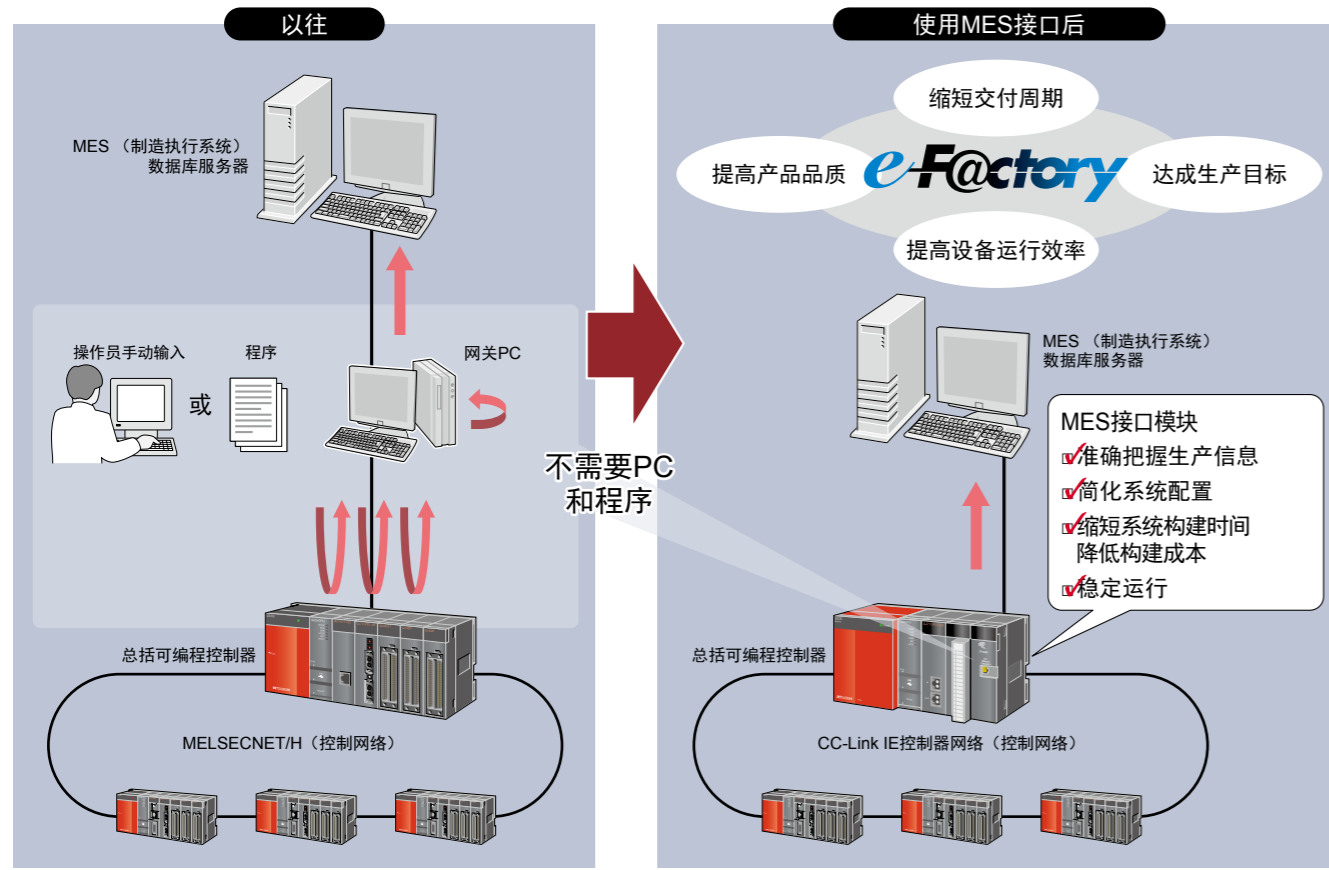 以往
MES （制造执行系统）
数据库服务器
操作员手动输入
或
程序
网关PC
总括可编程控制器
MELSECNET/H（控制网络）
不需要PC
和程序
使用MES接口后
缩短交付周期
提高产品品质
e-F@ctory
达成生产目标
提高设备运行效率
MES （制造执行系统）
数据库服务器
MES接口模块
准确把握生产信息
简化系统配置
缩短系统构建时间
降低构建成本
稳定运行
总括可编程控制器
CC-Link IE控制器网络（控制网络）